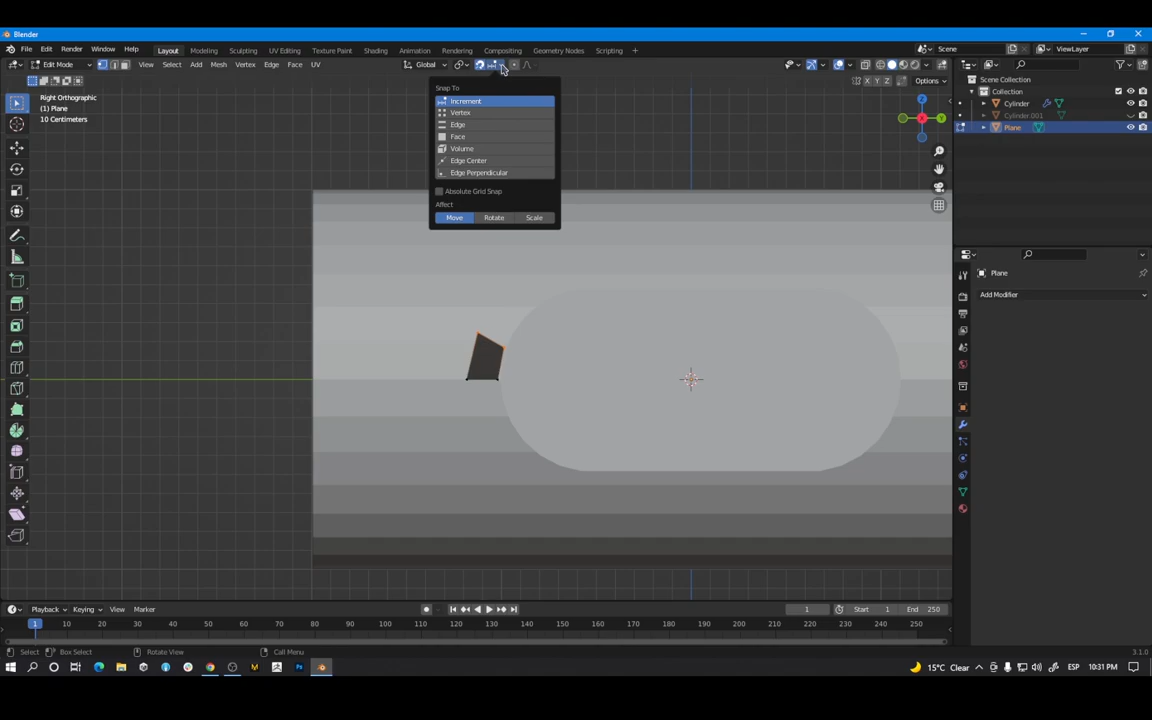 Blender
File Edit Render Window Help Layout Modeling Sculpting UV Editing Texture Paint Shading Animation Rendering Compositing Geometry Nodes Scripting + Scene ViewLayer
Edit Mode View Select Add Mesh Vertex Edge Face UV Global
X Y Z Options
Right Orthographic
(1) Plane
10 Centimeters
Snap To
Increment
Vertex
Edge
Face
Volume
Edge Center
Edge Perpendicular
Absolute Grid Snap
Affect
Move Rotate Scale
Z
X
Y
Scene Collection
Collection
Cylinder
Cylinder.001
Plane
Plane
Add Modifier
Playback Keying View Marker 1 Start 1 End 250
1 10 20 30 40 50 60 70 80 90 100 110 120 130 140 150 160 170 180 190 200 210 220 230 240 250
Select Box Select Rotate View Call Menu 3.1.0
15°C Clear ESP 10:31 PM